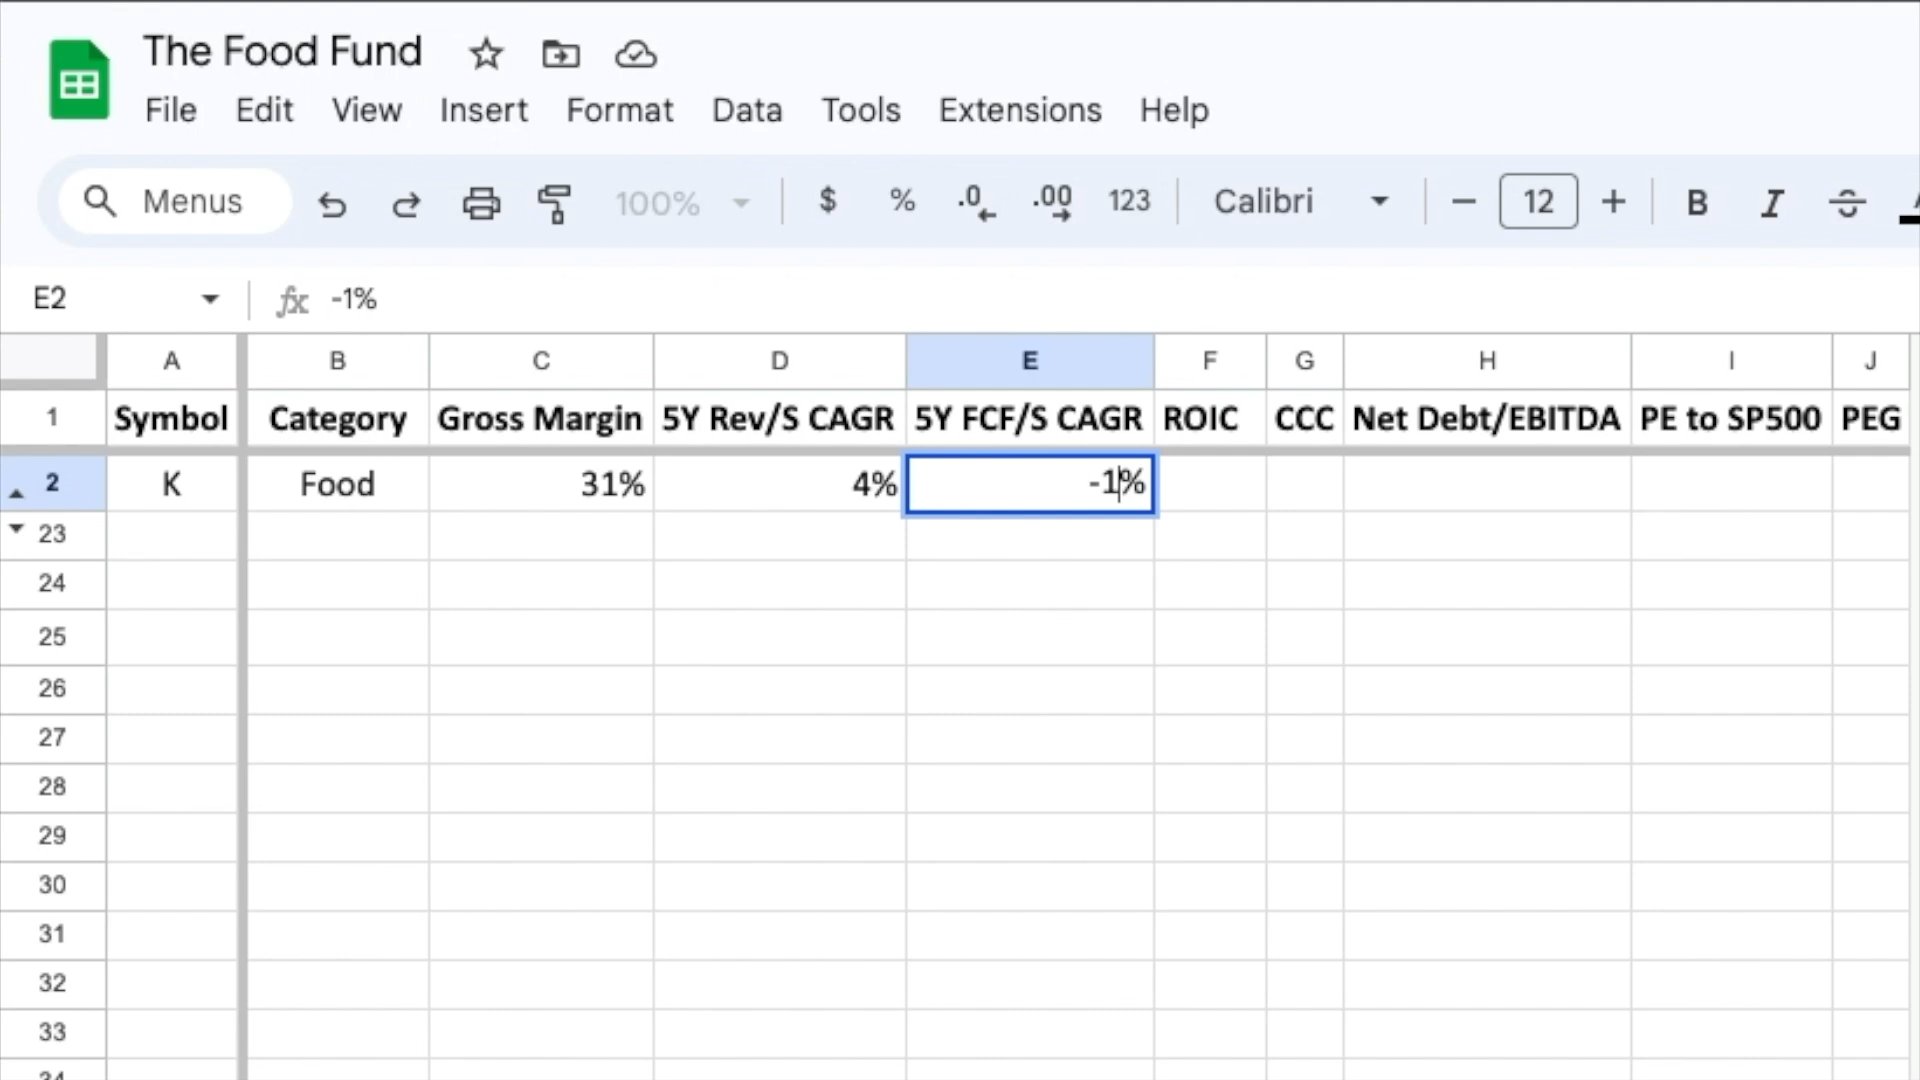 The Food Fund
File Edit View Insert Format Data Tools Extensions Help
Menus 100% $ % .0 .00 123 Calibri 12 B I S
E2 fx -1%
A B C D E F G H I J
1 Symbol Category Gross Margin 5Y Rev/S CAGR 5Y FCF/S CAGR ROIC CCC Net Debt/EBITDA PE to SP500 PEG
2 K Food 31% 4% -1%
23
24
25
26
27
28
29
30
31
32
33